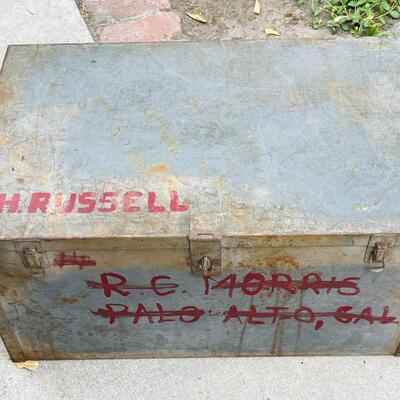 H. RUSSELL
R. G. MORRIS
PALO ALTO, CAL